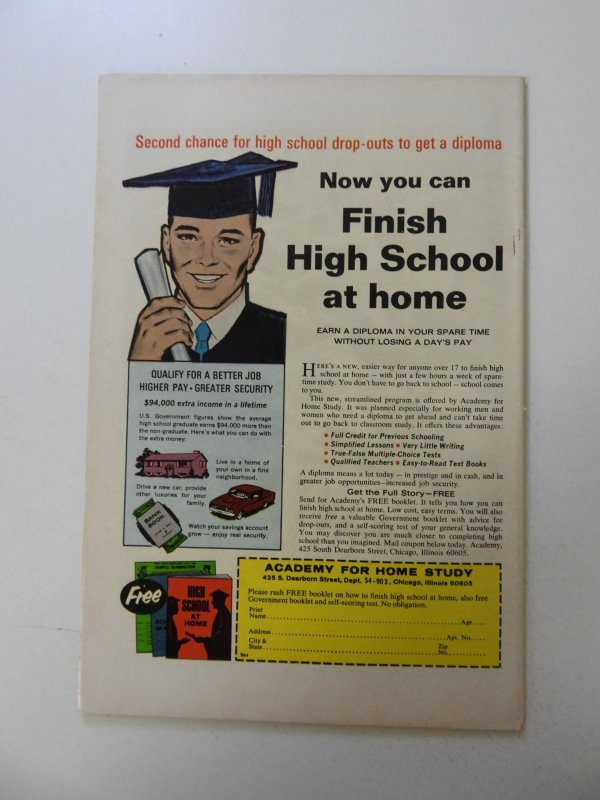 Second chance for high school drop-outs to get a diploma
Now you can
Finish
High School
at home
EARN A DIPLOMA IN YOUR SPARE TIME
WITHOUT LOSING A DAY'S PAY
QUALIFY FOR A BETTER JOB
HIGHER PAY • GREATER SECURITY
$94,000 extra income in a lifetime
U.S. Government figures show the average
high school graduate earns $94,000 more than
the non-graduate. Here's what you can do with
the extra money:
Live in a home of
your own in a fine
neighborhood.
Drive a new car, provide
other luxuries for your
family.
BANK
BOOK
Watch your savings account
grow — enjoy real security.
HERE'S A NEW, easier way for anyone over 17 to finish high
school at home — with just a few hours a week of spare-
time study. You don't have to go back to school — school comes
to you.
This new, streamlined program is offered by Academy for
Home Study. It was planned especially for working men and
women who need a diploma to get ahead and can't take time
out to go back to classroom study. It offers these advantages:
• Full Credit for Previous Schooling
• Simplified Lessons • Very Little Writing
• True-False Multiple-Choice Tests
• Qualified Teachers • Easy-to-Read Text Books
A diploma means a lot today — in prestige and in cash, and in
greater job opportunities—increased job security.
Get the Full Story—FREE
Send for Academy's FREE booklet. It tells you how you can
finish high school at home. Low cost, easy terms. You will also
receive free a valuable Government booklet with advice for
drop-outs, and a self-scoring test of your general knowledge.
You may discover you are much closer to completing high
school than you imagined. Mail coupon below today. Academy,
425 South Dearborn Street, Chicago, Illinois 60605.
Free
HIGH
SCHOOL
AT
HOME
ACADEMY FOR HOME STUDY
425 S. Dearborn Street, Dept. 54-903, Chicago, Illinois 60605
Please rush FREE booklet on how to finish high school at home, also free
Government booklet and self-scoring test. No obligation.
Print
Name Age
Address Apt. No.
City & Zip
State No.
964